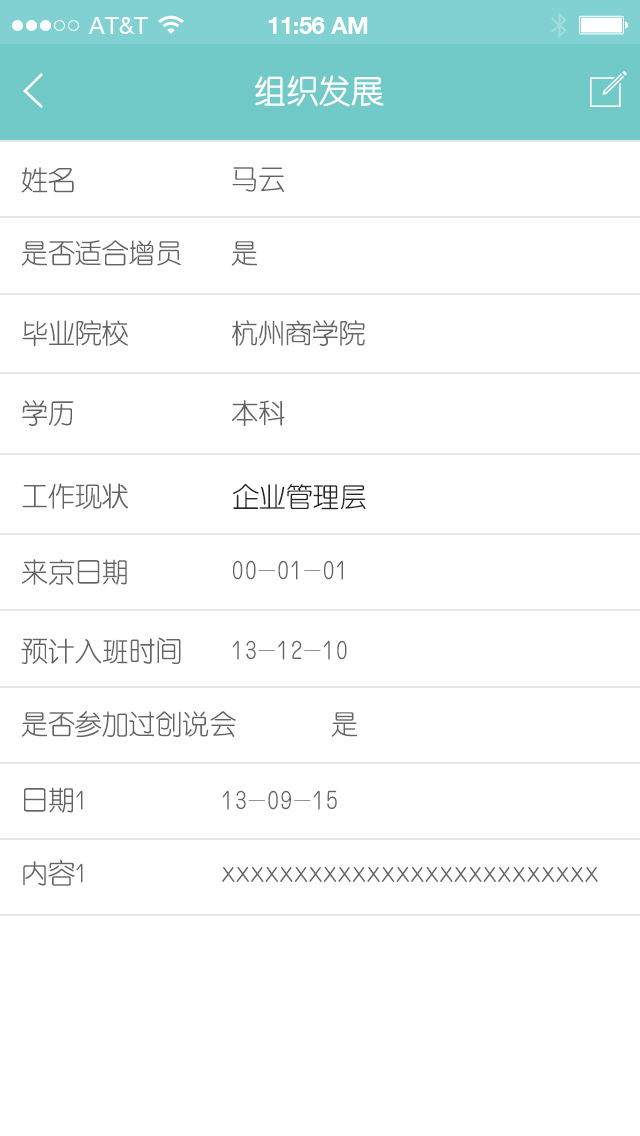 AT&T 11:56 AM
组织发展
姓名 马云
是否适合增员 是
毕业院校 杭州商学院
学历 本科
工作现状 企业管理层
来京日期 00-01-01
预计入班时间 13-12-10
是否参加过创说会 是
日期1 13-09-15
内容1 XXXXXXXXXXXXXXXXXXXXXXXXXX